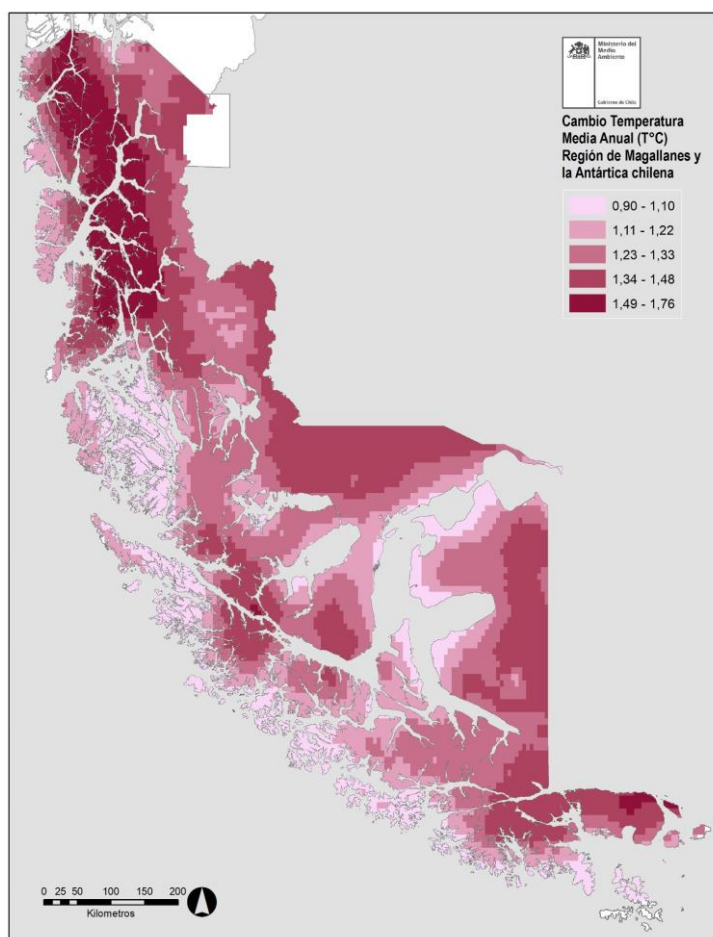 Ministerio del
Medio
Ambiente
Gobierno de Chile
Cambio Temperatura
Media Anual (T°C)
Región de Magallanes y
la Antártica chilena
0,90 - 1,10
1,11 - 1,22
1,23 - 1,33
1,34 - 1,48
1,49 - 1,76
0 25 50 100 150 200
Kilometros